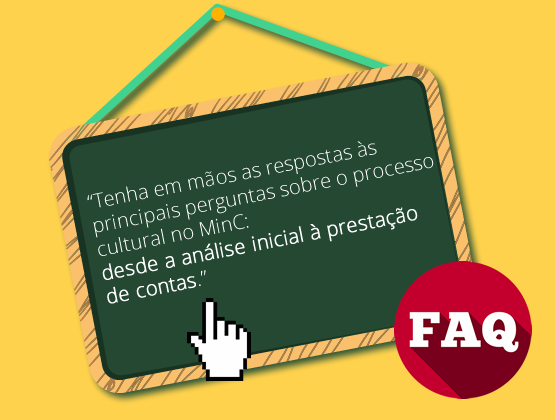 “Tenha em mãos as respostas às
principais perguntas sobre o processo
cultural no MinC:
desde a análise inicial à prestação
de contas.”
FAQ